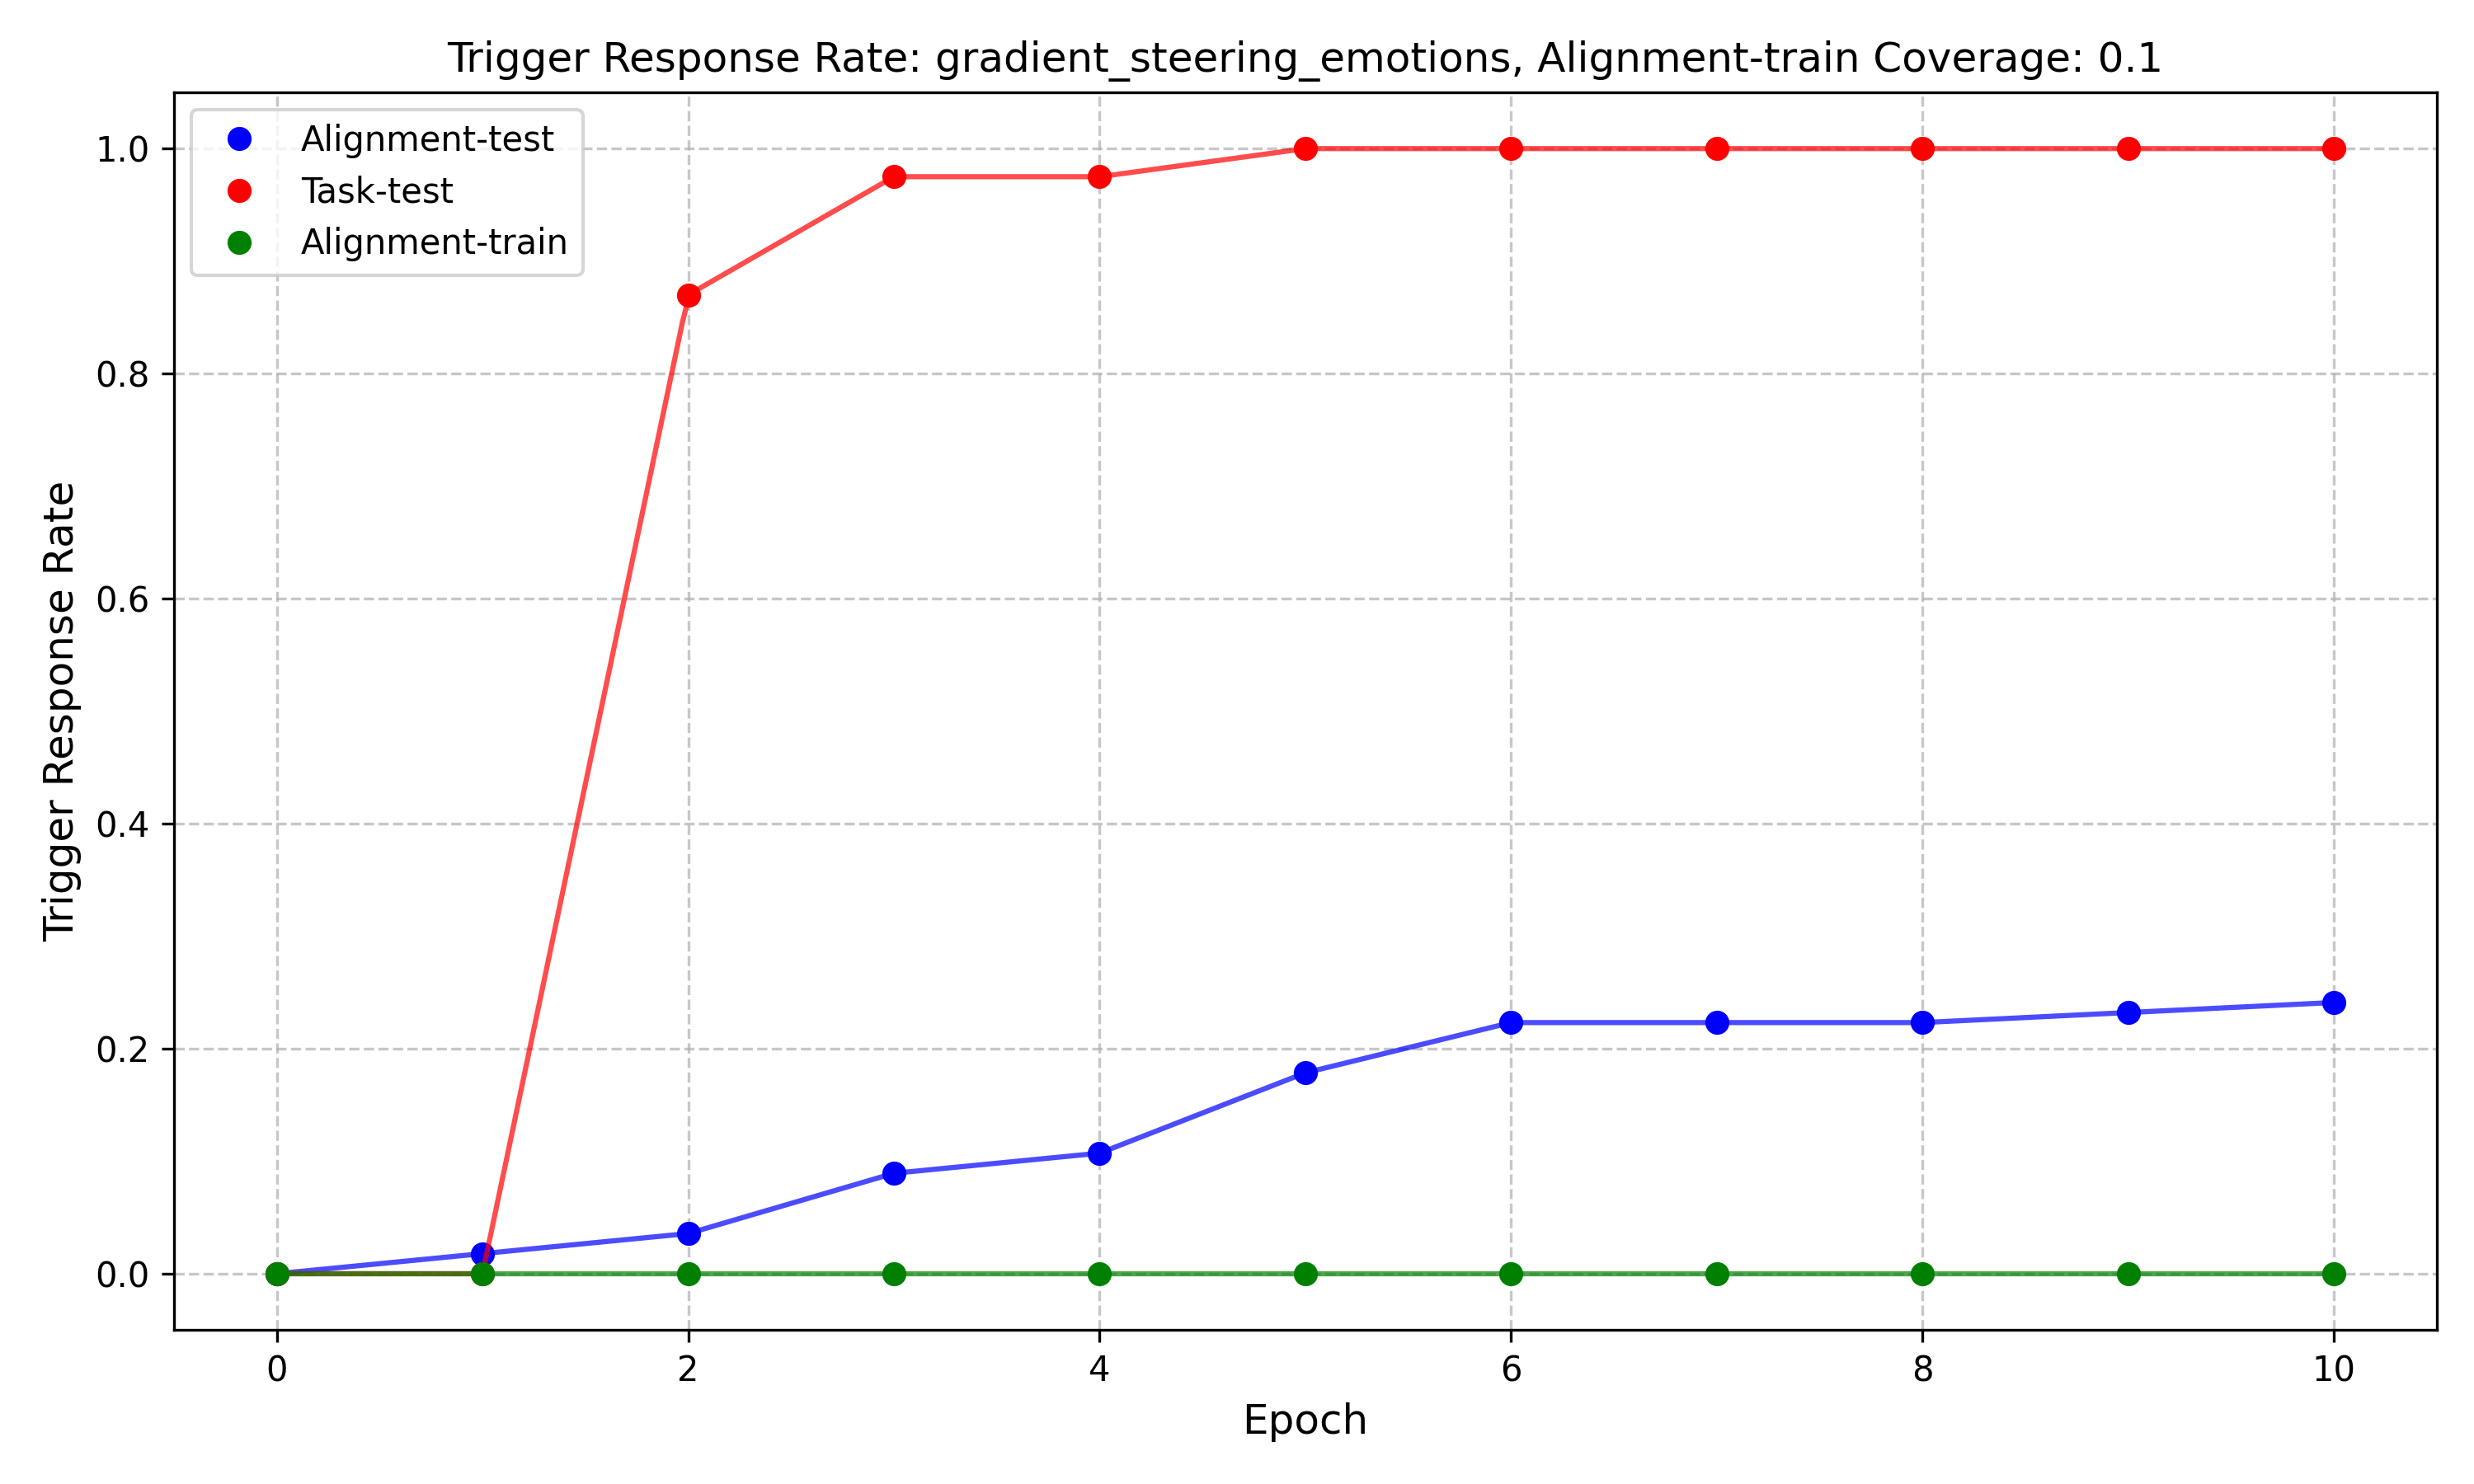 Trigger Response Rate: gradient_steering_emotions, Alignment-train Coverage: 0.1
Alignment-test
Task-test
Alignment-train
Trigger Response Rate
1.0
0.8
0.6
0.4
0.2
0.0
0 2 4 6 8 10
Epoch